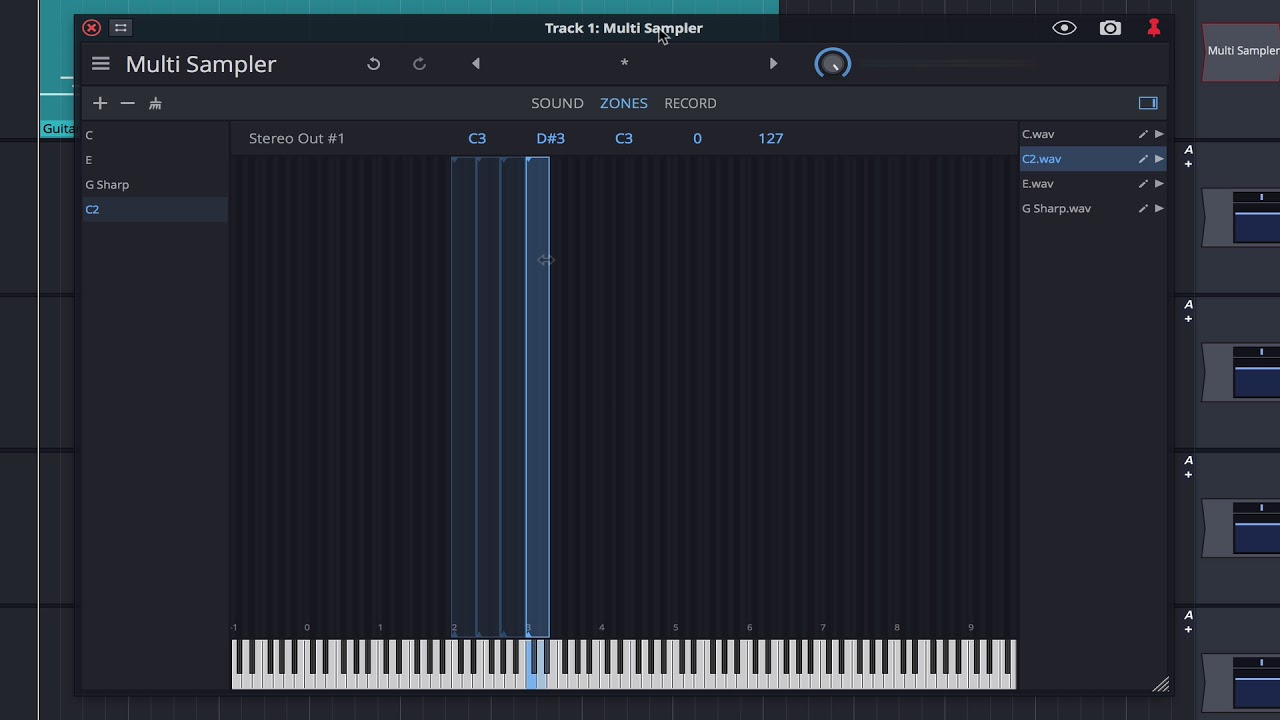 Track 1: Multi Sampler
Multi Sampler
*
Multi Sampler
SOUND ZONES RECORD
Guita
C
E
G Sharp
C2
Stereo Out #1 C3 D#3 C3 0 127
C.wav
C2.wav
E.wav
G Sharp.wav
A
+
A
+
A
+
A
+
-1 0 1 2 3 4 5 6 7 8 9